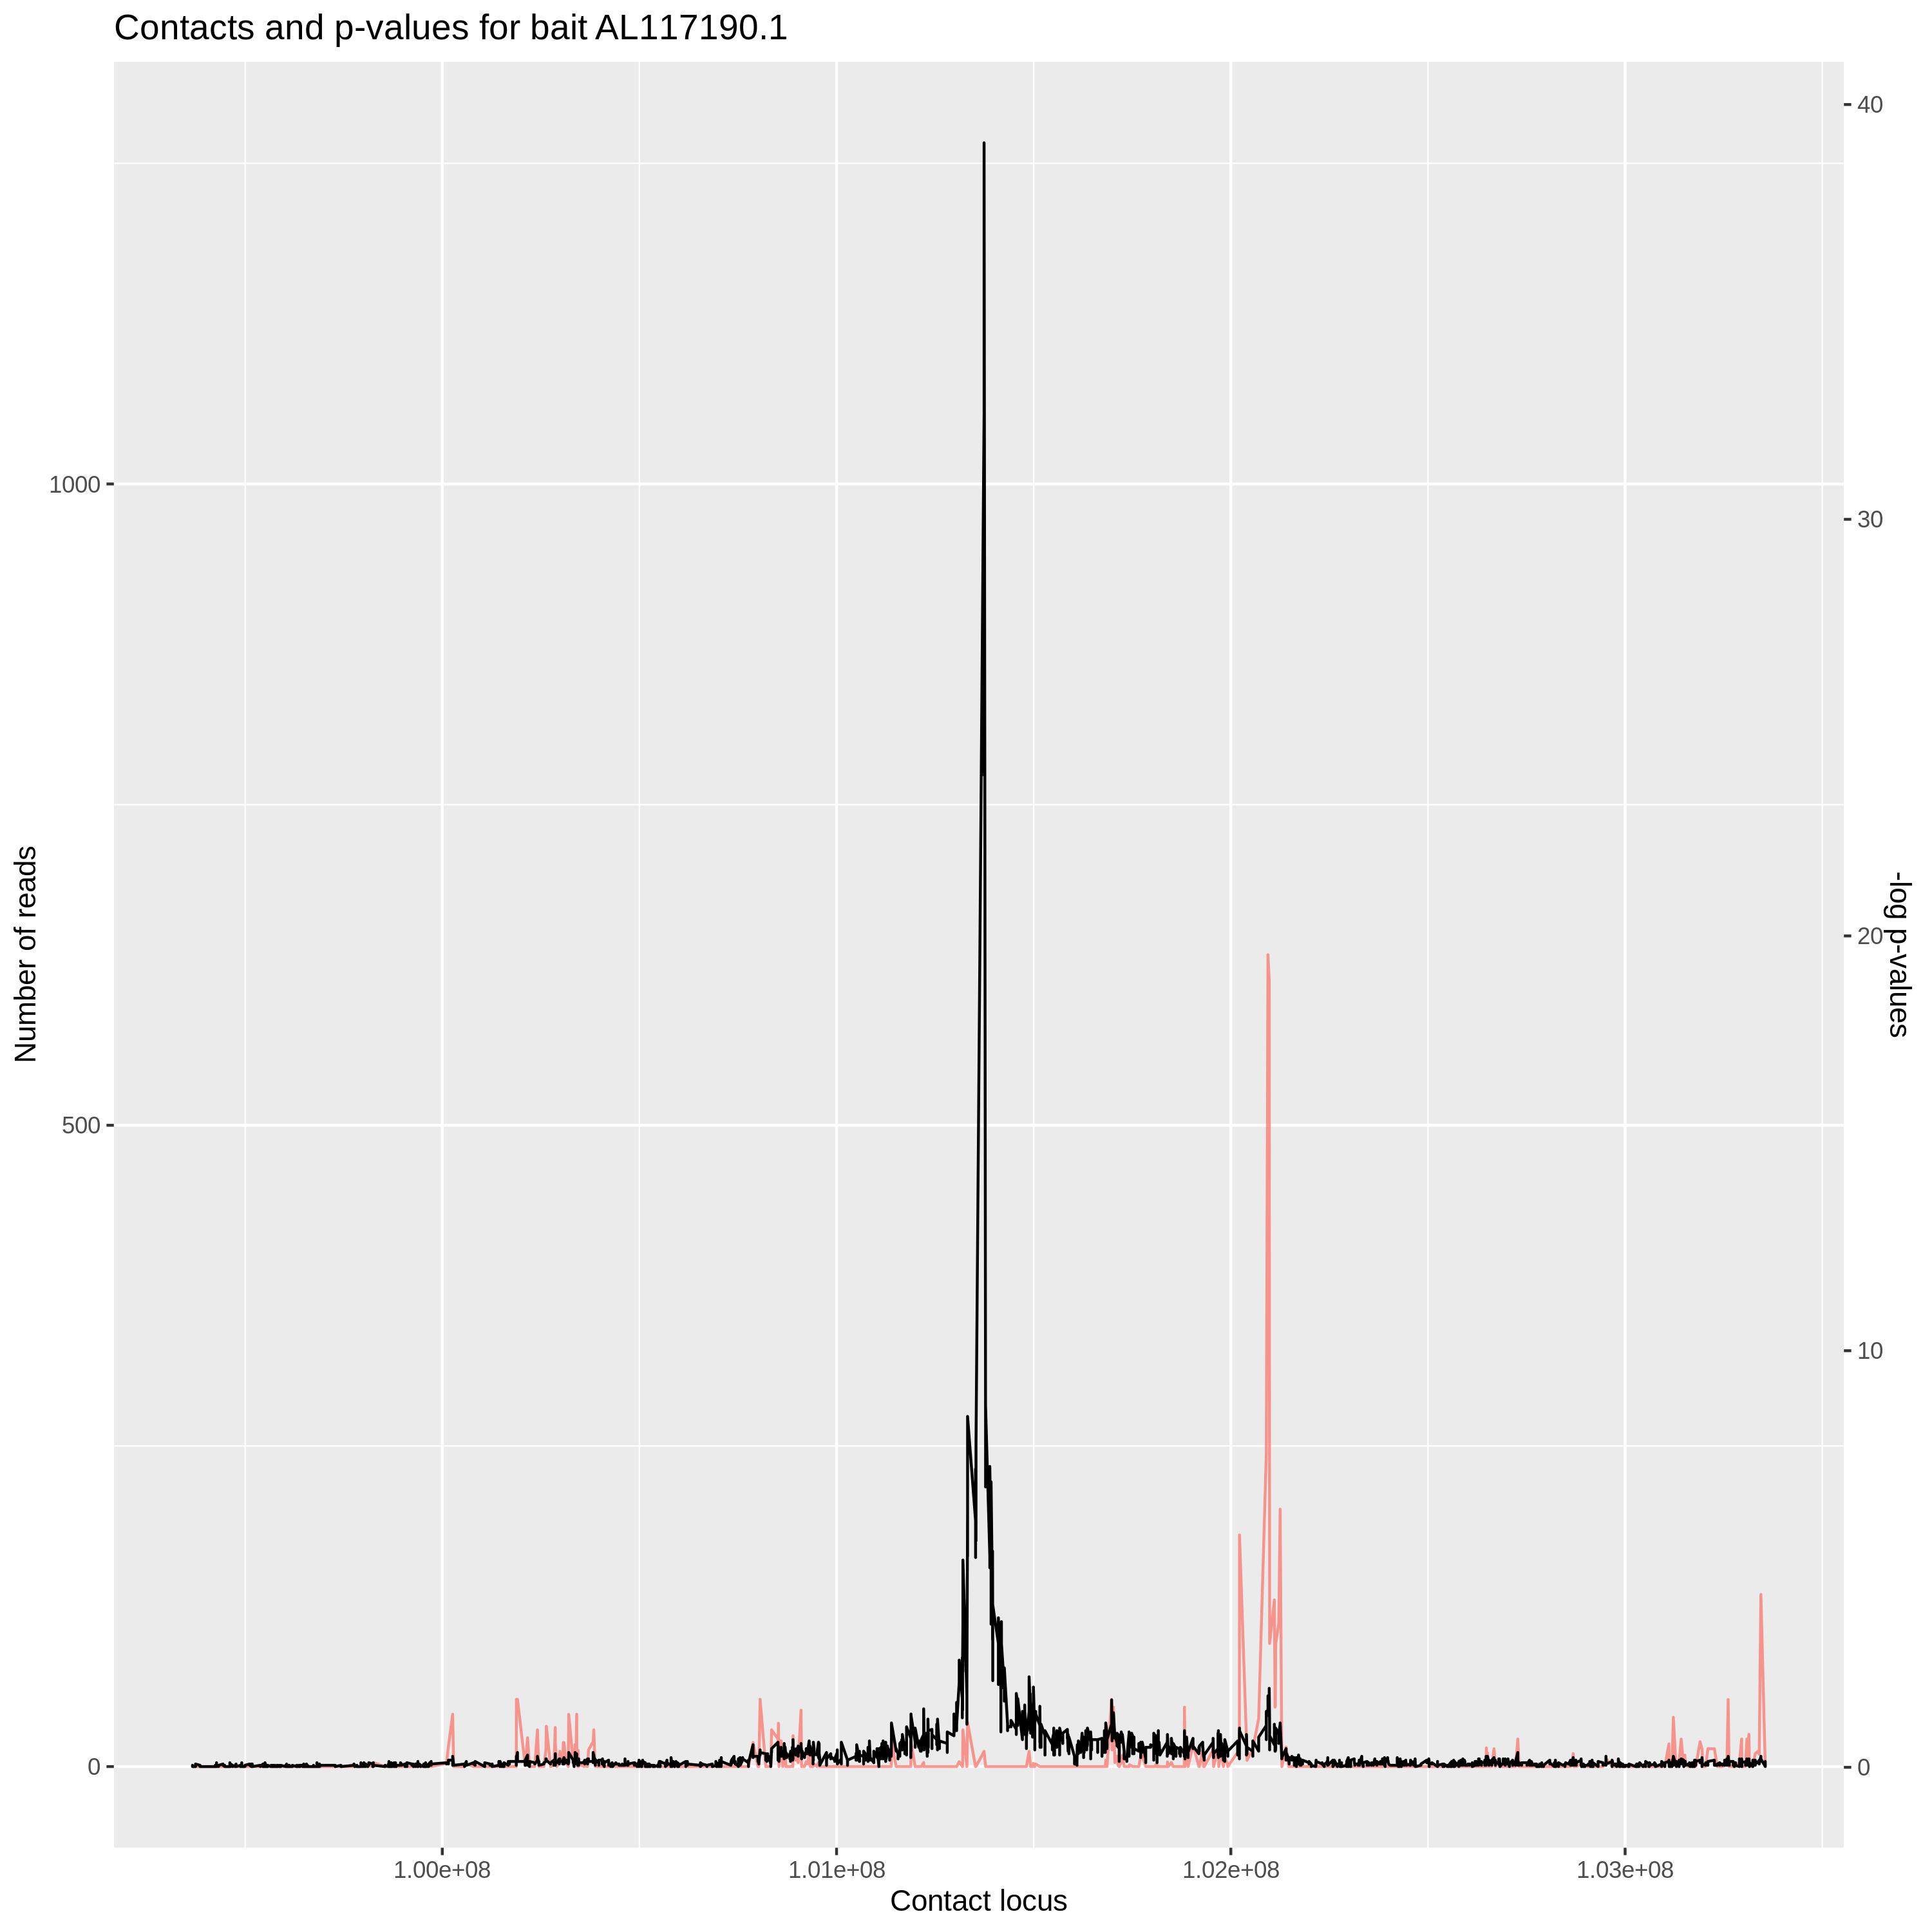 Contacts and p-values for bait AL117190.1
Number of reads
1000
500
0
40
30
20
10
0
-log p-values
1.00e+08
1.01e+08
1.02e+08
1.03e+08
Contact locus